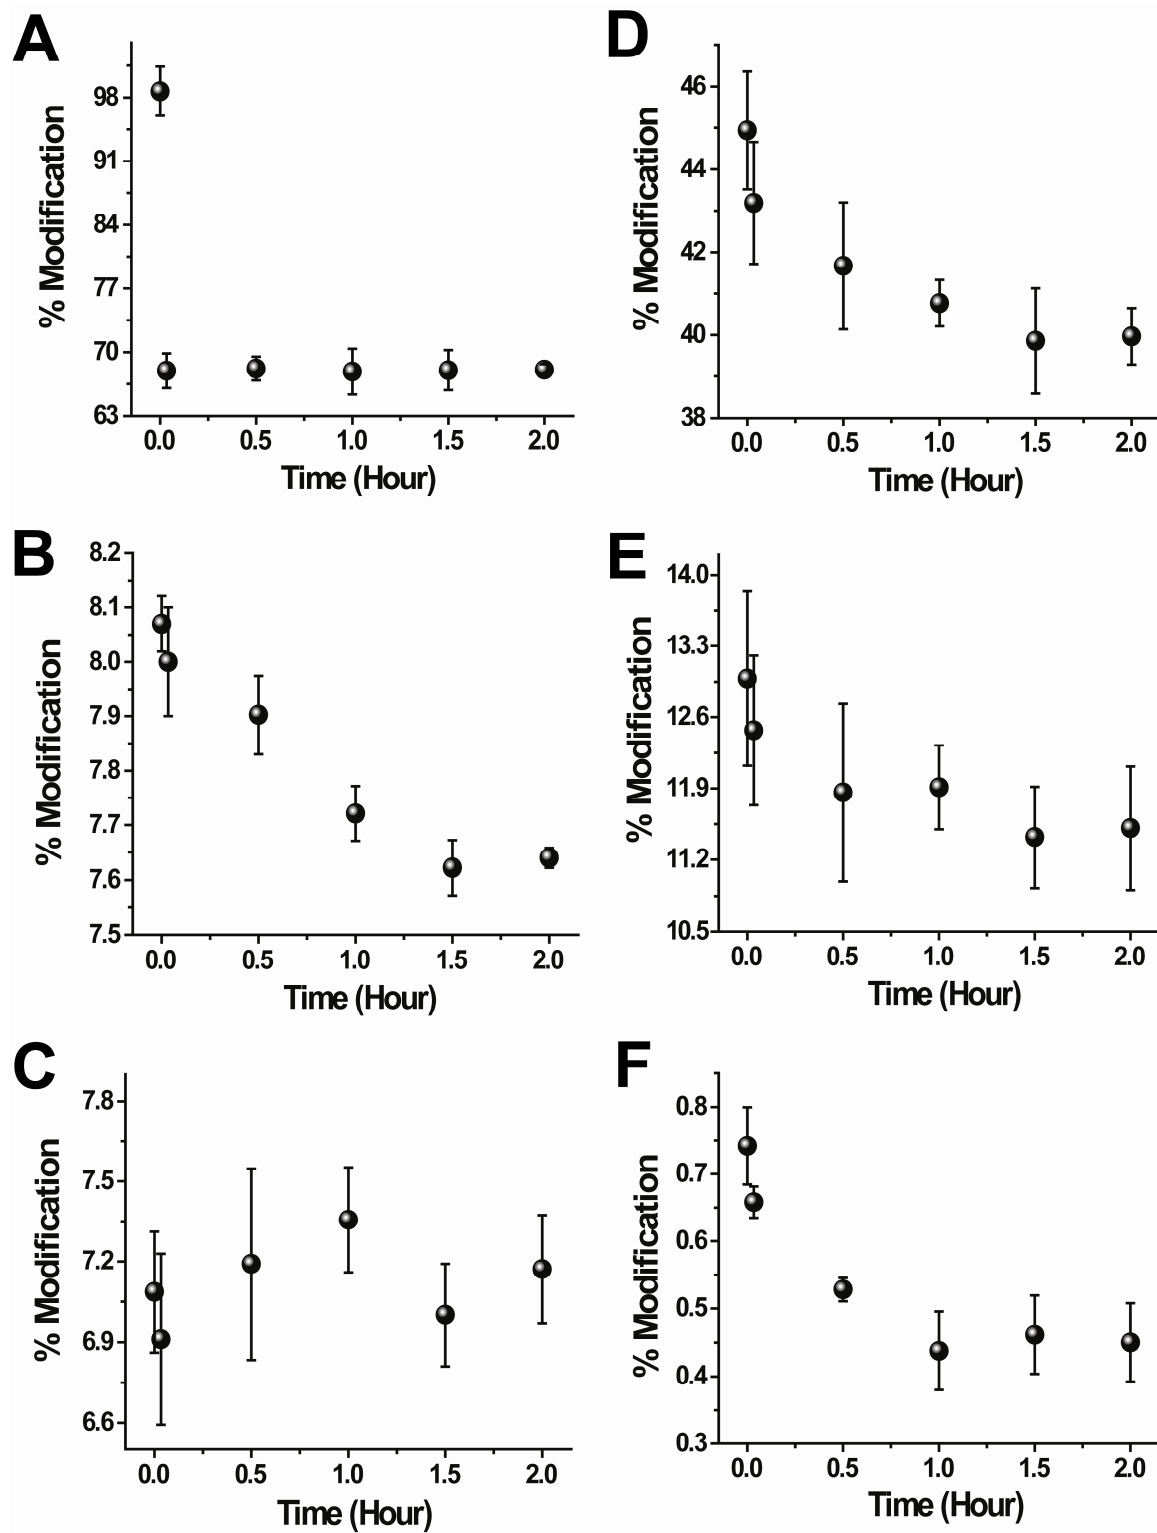 A
% Modification
98
91
84
77
70
63
0.0 0.5 1.0 1.5 2.0
Time (Hour)
D
% Modification
46
44
42
40
38
0.0 0.5 1.0 1.5 2.0
Time (Hour)
B
% Modification
8.2
8.1
8.0
7.9
7.8
7.7
7.6
7.5
0.0 0.5 1.0 1.5 2.0
Time (Hour)
E
% Modification
14.0
13.3
12.6
11.9
11.2
10.5
0.0 0.5 1.0 1.5 2.0
Time (Hour)
C
% Modification
7.8
7.5
7.2
6.9
6.6
0.0 0.5 1.0 1.5 2.0
Time (Hour)
F
% Modification
0.8
0.7
0.6
0.5
0.4
0.3
0.0 0.5 1.0 1.5 2.0
Time (Hour)